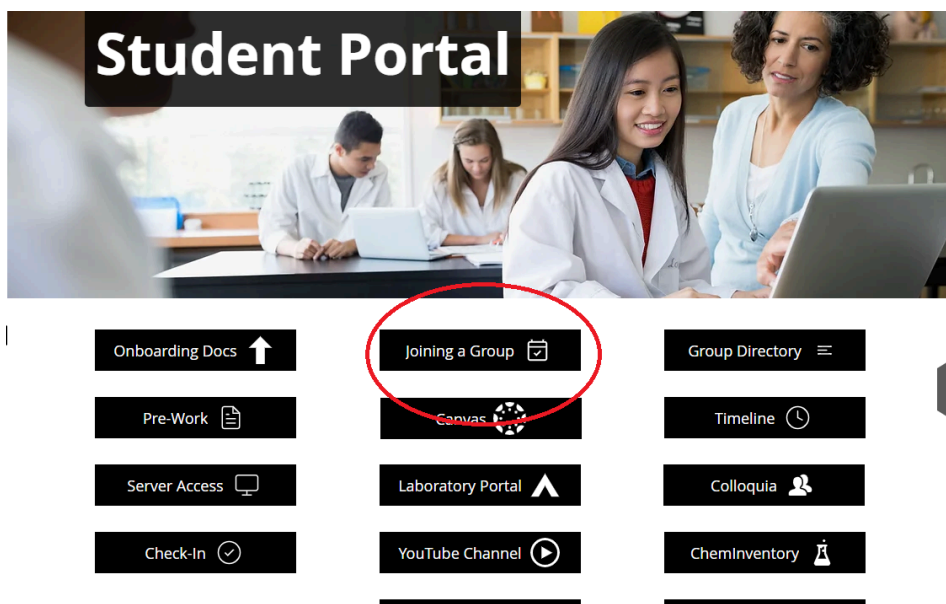 Student Portal
Onboarding Docs
Joining a Group
Group Directory
Pre-Work
Canvas
Timeline
Server Access
Laboratory Portal
Colloquia
Check-In
YouTube Channel
ChemInventory